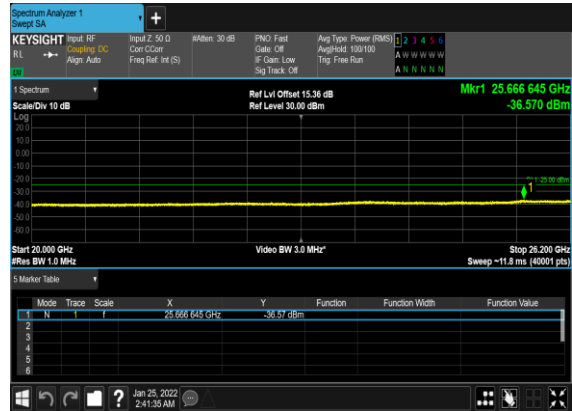 Spectrum Analyzer 1
Swept SA
KEYSIGHT Input: RF Input Z: 50 Ω #Atten: 30 dB PNO: Fast Avg Type: Power (RMS) 1 2 3 4 5 6
RL Coupling: DC Corr CCorr Gate: Off Avg|Hold: 100/100 A W W W W W
Align: Auto Freq Ref: Int (S) IF Gain: Low Trig: Free Run
Sig Track: Off A N N N N N
1 Spectrum Ref Lvl Offset 15.36 dB Mkr1 25.666 645 GHz
Scale/Div 10 dB Ref Level 30.00 dBm -36.570 dBm
Log
20.0
10.0
0.00
-10.0
-20.0
-25.00 dBm
1
-30.0
-40.0
-50.0
-60.0
Start 20.000 GHz Video BW 3.0 MHz* Stop 26.200 GHz
#Res BW 1.0 MHz Sweep ~11.8 ms (40001 pts)
5 Marker Table
Mode Trace Scale X Y Function Function Width Function Value
1 N 1 f 25.666 645 GHz -36.57 dBm
2
3
4
5
6
? Jan 25, 2022
2:41:35 AM